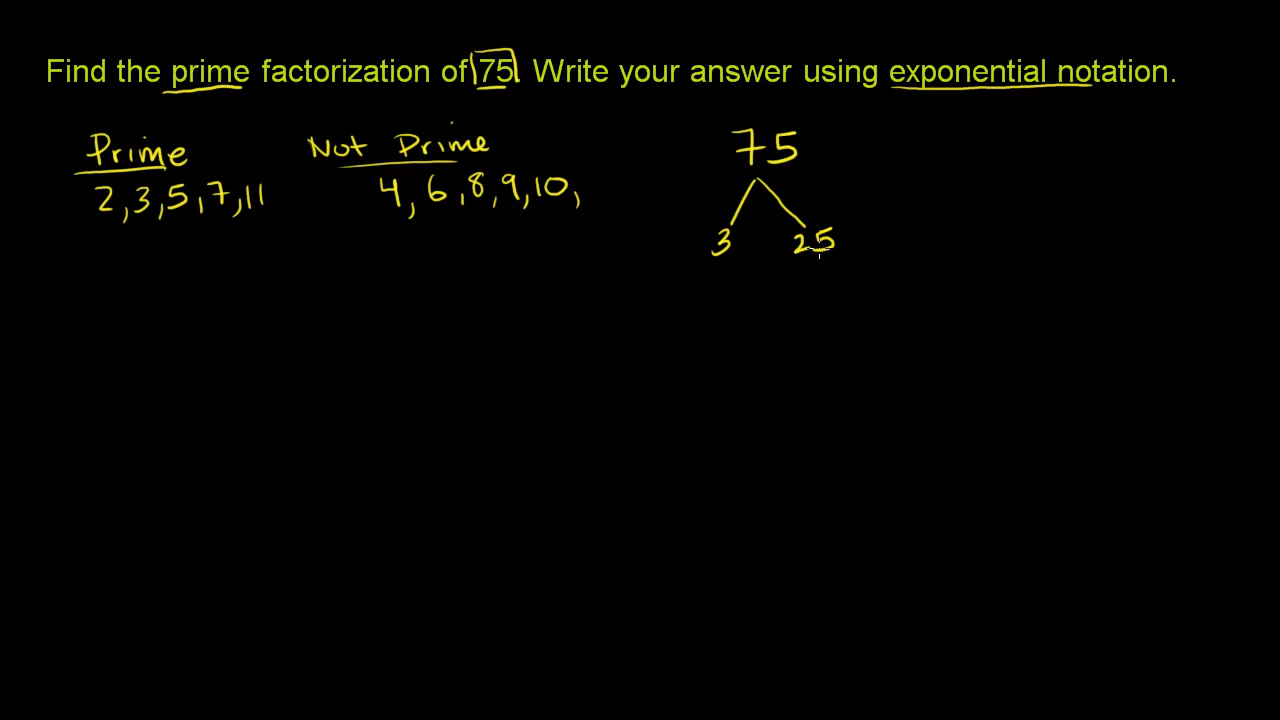 Find the prime factorization of 75. Write your answer using exponential notation.
Prime Not Prime 75
2, 3, 5, 7, 11 4, 6, 8, 9, 10,
3 25